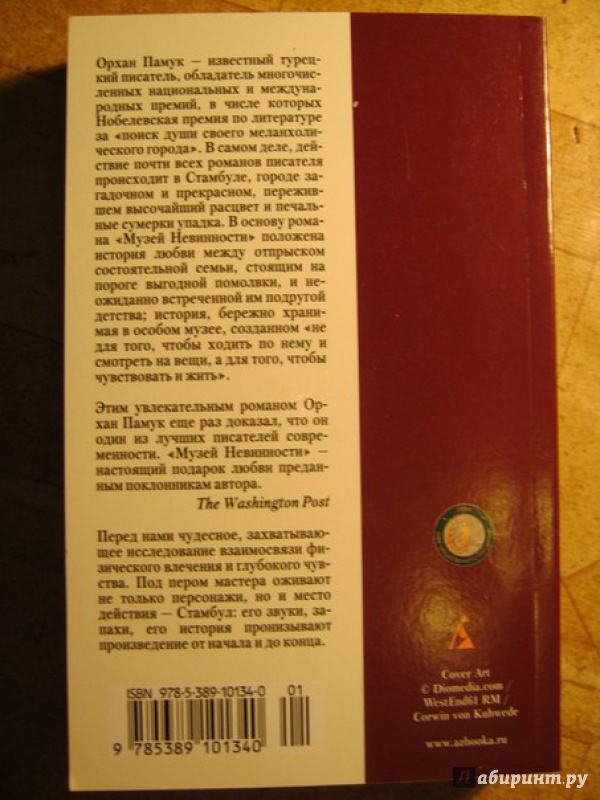 Орхан Памук – известный турец-
кий писатель, обладатель многочис-
ленных национальных и междуна-
родных премий, в числе которых
Нобелевская премия по литературе
за «поиск души своего меланхоли-
ческого города». В самом деле, дей-
ствие почти всех романов писателя
происходит в Стамбуле, городе за-
гадочном и прекрасном, пережив-
шем высочайший расцвет и печаль-
ные сумерки упадка. В основу рома-
на «Музей Невинности» положена
история любви между отпрыском
состоятельной семьи, стоящим на
пороге выгодной помолвки, и не-
ожиданно встреченной им подругой
детства; история, бережно храни-
мая в особом музее, созданном «не
для того, чтобы ходить по нему и
смотреть на вещи, а для того, чтобы
чувствовать и жить».
Этим увлекательным романом Ор-
хан Памук еще раз доказал, что он
один из лучших писателей совре-
менности. «Музей Невинности» –
настоящий подарок любви предан-
ным поклонникам автора.
The Washington Post
Перед нами чудесное, захватываю-
щее исследование взаимосвязи фи-
зического влечения и глубокого чув-
ства. Под пером мастера оживают
не только персонажи, но и место
действия – Стамбул: его звуки, за-
пахи, его история пронизывают
произведение от начала и до конца.
ISBN 978-5-389-10134-0 01
9 785389 101340
Cover Art
© Diomedia.com /
WestEnd61 RM /
Corwin von Kuhwede
www.azbooka.ru
Лабиринт.ру